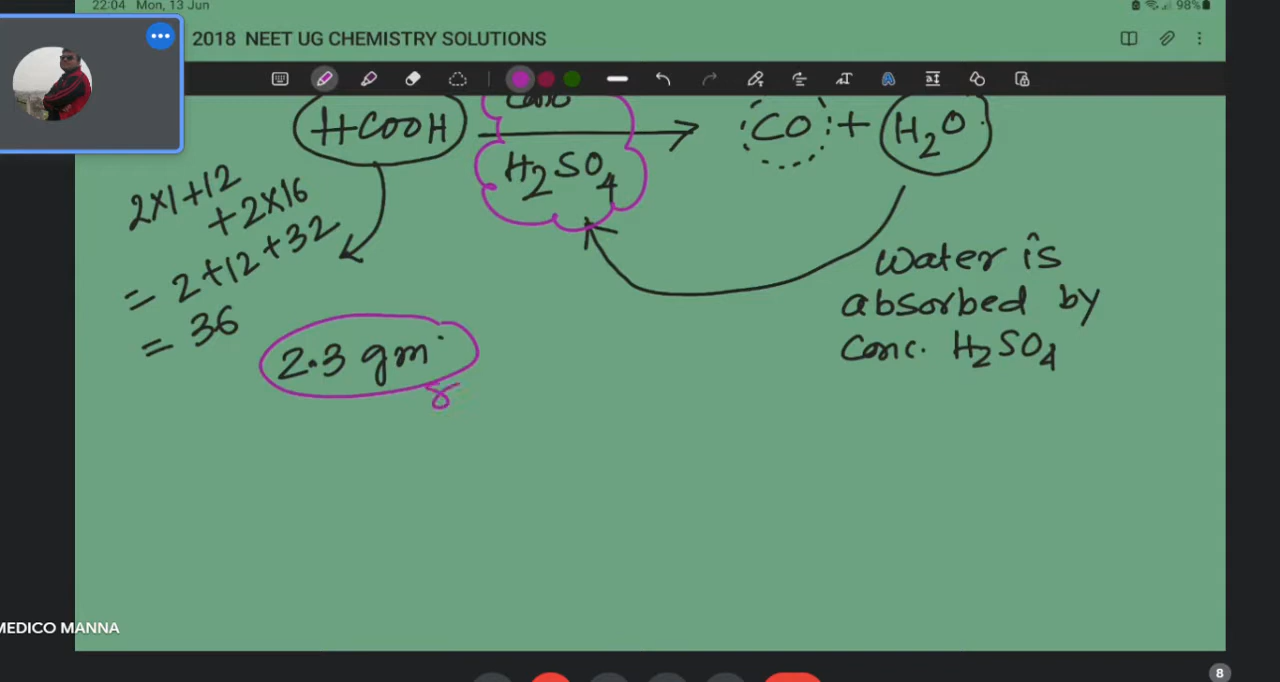 22:04 Mon, 13 Jun
98%
2018 NEET UG CHEMISTRY SOLUTIONS
HCOOH conc H2SO4 → CO + H2O
2×1+12
+2×16
= 2+12+32
= 36
2.3 gm
Water is
absorbed by
Conc. H2SO4
MEDICO MANNA
8